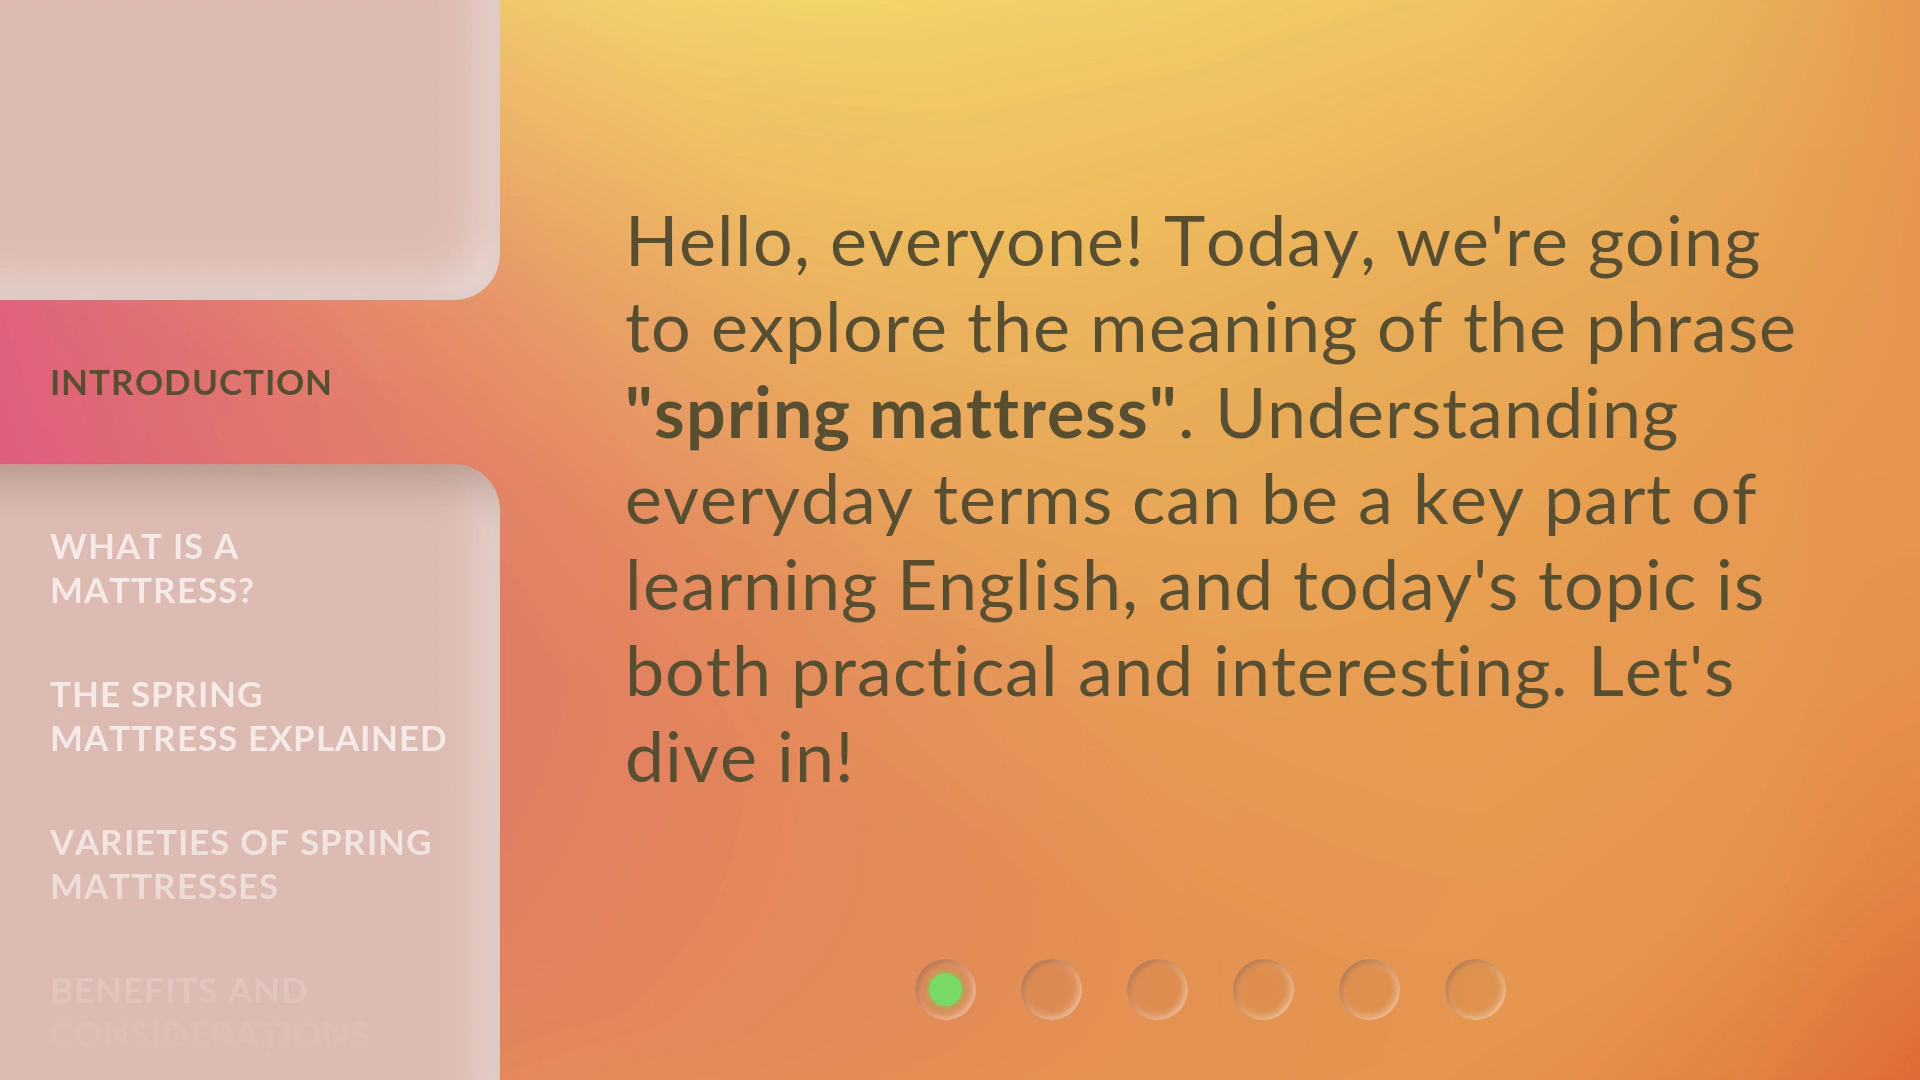 INTRODUCTION
WHAT IS A
MATTRESS?
THE SPRING
MATTRESS EXPLAINED
VARIETIES OF SPRING
MATTRESSES
BENEFITS AND
CONSIDERATIONS
Hello, everyone! Today, we're going
to explore the meaning of the phrase
"spring mattress". Understanding
everyday terms can be a key part of
learning English, and today's topic is
both practical and interesting. Let's
dive in!